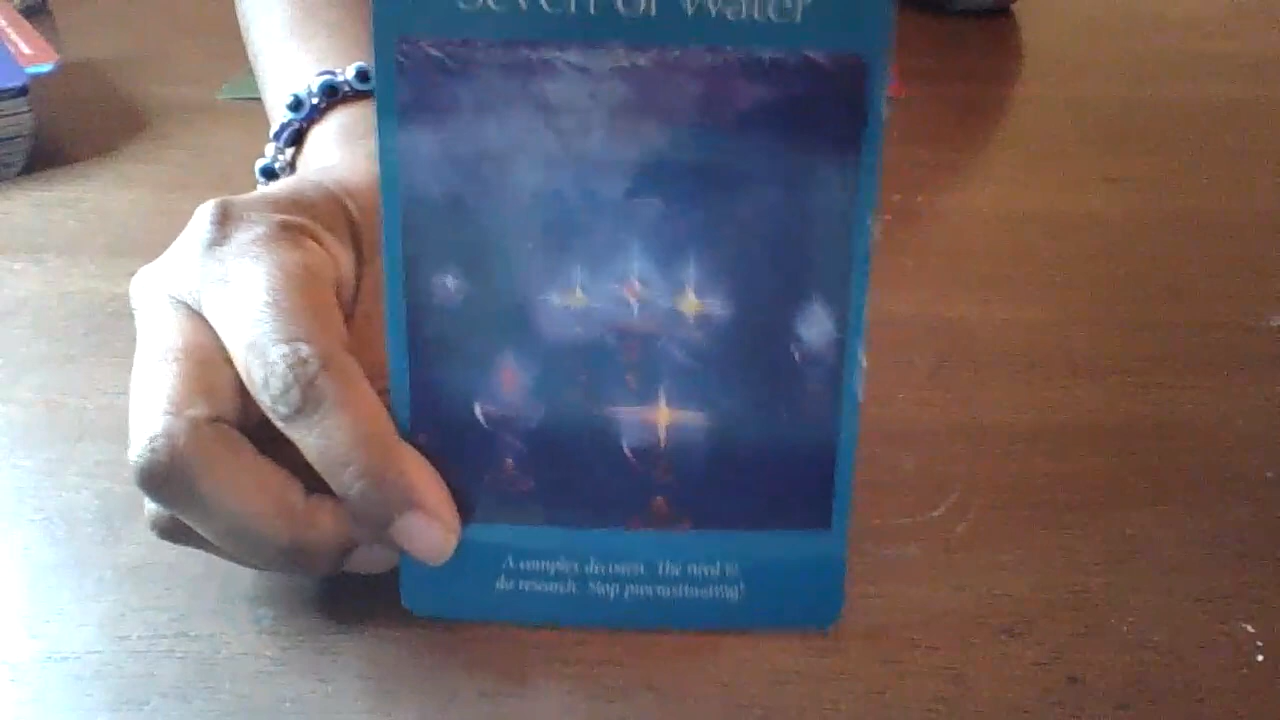 Seven of Water
A complex decision. The need to
do research. Stop procrastinating!